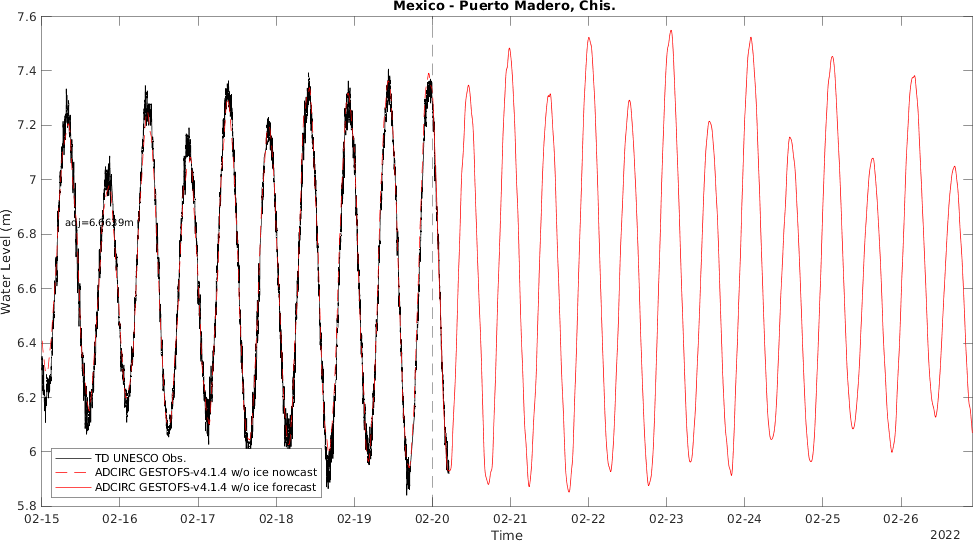 Mexico - Puerto Madero, Chis.
7.6
7.4
7.2
7
6.8
6.6
6.4
6.2
6
5.8
Water Level (m)
adj=6.6639m
TD UNESCO Obs.
ADCIRC GESTOFS-v4.1.4 w/o ice nowcast
ADCIRC GESTOFS-v4.1.4 w/o ice forecast
02-15 02-16 02-17 02-18 02-19 02-20 02-21 02-22 02-23 02-24 02-25 02-26
Time
2022